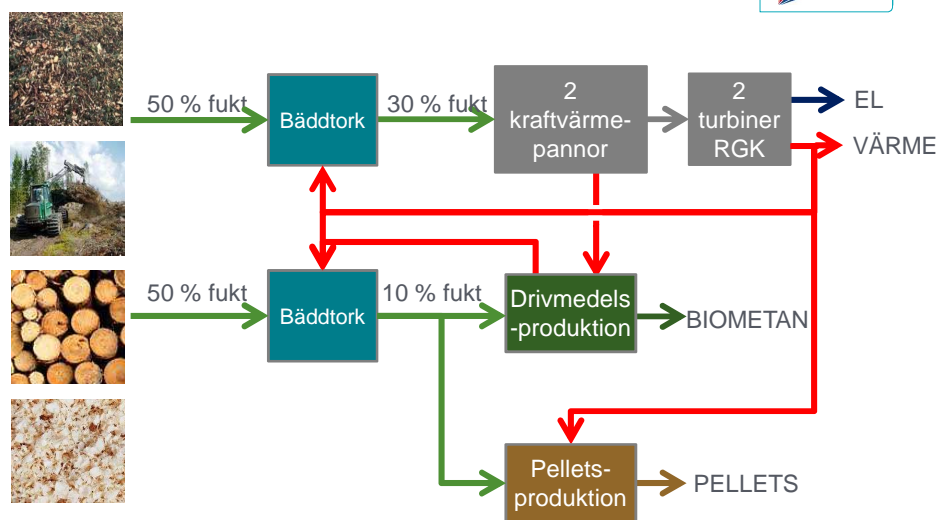 50 % fukt
Bäddtork
30 % fukt
2
kraftvärme-
pannor
2
turbiner
RGK
EL
VÄRME
50 % fukt
Bäddtork
10 % fukt
Drivmedels
-produktion
BIOMETAN
Pellets-
produktion
PELLETS